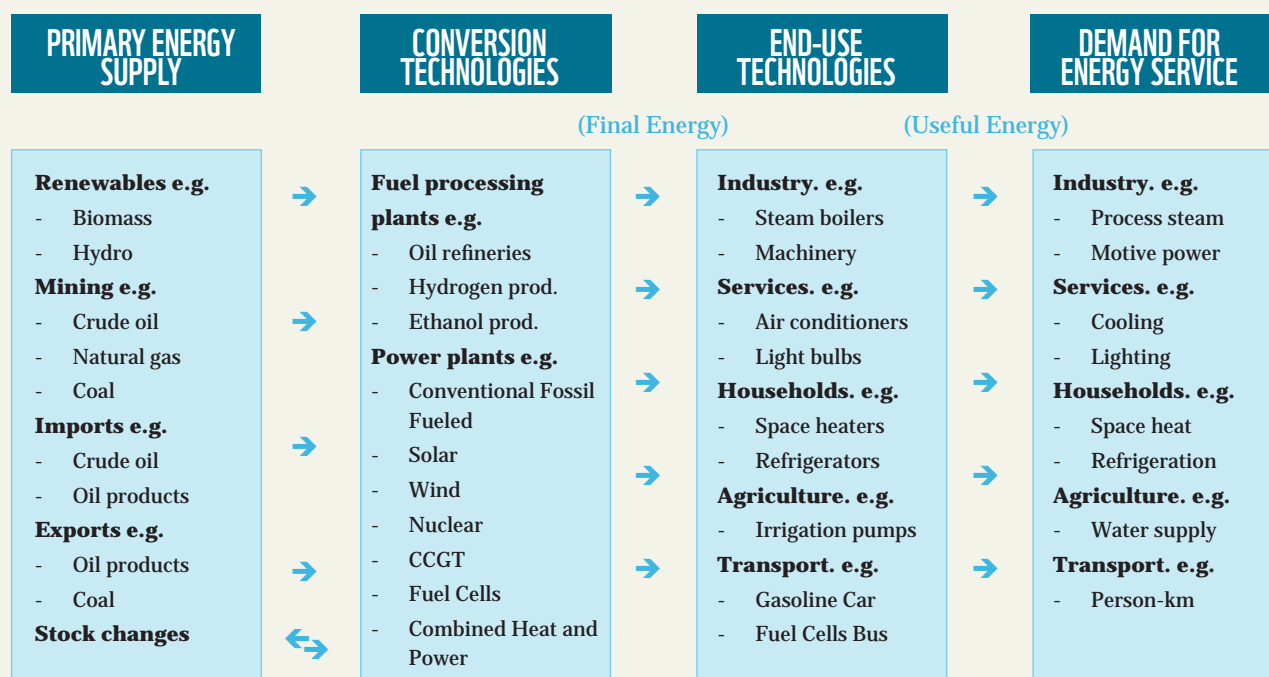 PRIMARY ENERGY
SUPPLY
CONVERSION
TECHNOLOGIES
END-USE
TECHNOLOGIES
DEMAND FOR
ENERGY SERVICE
(Final Energy)
(Useful Energy)
Renewables e.g.
- Biomass
- Hydro
Mining e.g.
- Crude oil
- Natural gas
- Coal
Imports e.g.
- Crude oil
- Oil products
Exports e.g.
- Oil products
- Coal
Stock changes
Fuel processing
plants e.g.
- Oil refineries
- Hydrogen prod.
- Ethanol prod.
Power plants e.g.
- Conventional Fossil
Fueled
- Solar
- Wind
- Nuclear
- CCGT
- Fuel Cells
- Combined Heat and
Power
Industry. e.g.
- Steam boilers
- Machinery
Services. e.g.
- Air conditioners
- Light bulbs
Households. e.g.
- Space heaters
- Refrigerators
Agriculture. e.g.
- Irrigation pumps
Transport. e.g.
- Gasoline Car
- Fuel Cells Bus
Industry. e.g.
- Process steam
- Motive power
Services. e.g.
- Cooling
- Lighting
Households. e.g.
- Space heat
- Refrigeration
Agriculture. e.g.
- Water supply
Transport. e.g.
- Person-km